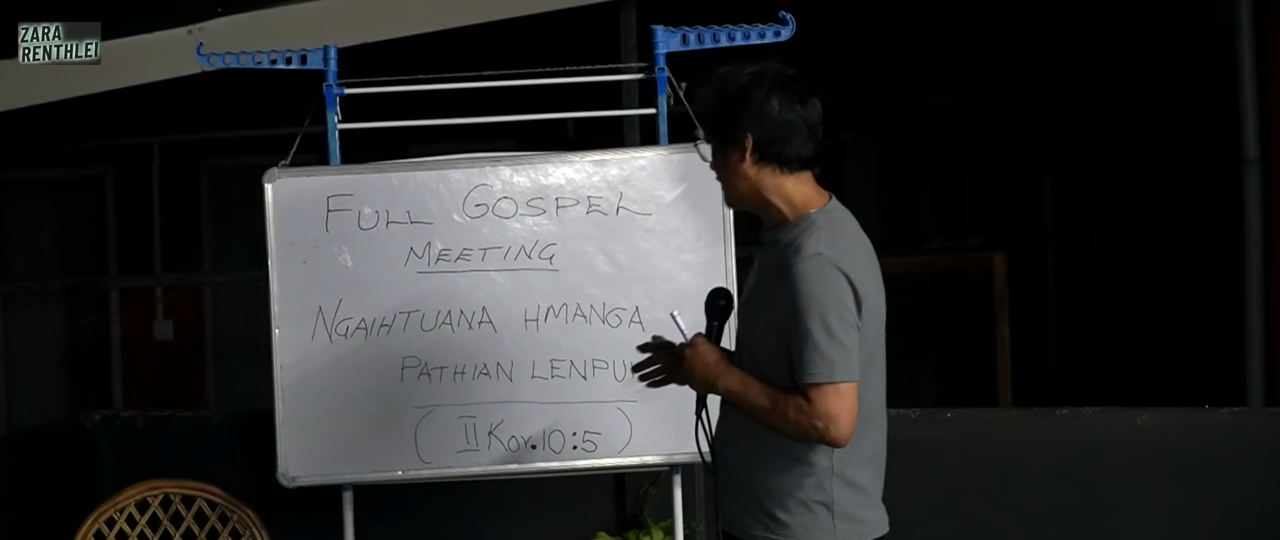 ZARA
RENTHLEI
FULL GOSPEL
MEETING
NGAIHTUANA HMANGA
PATHIAN
(II Kor.10:5)